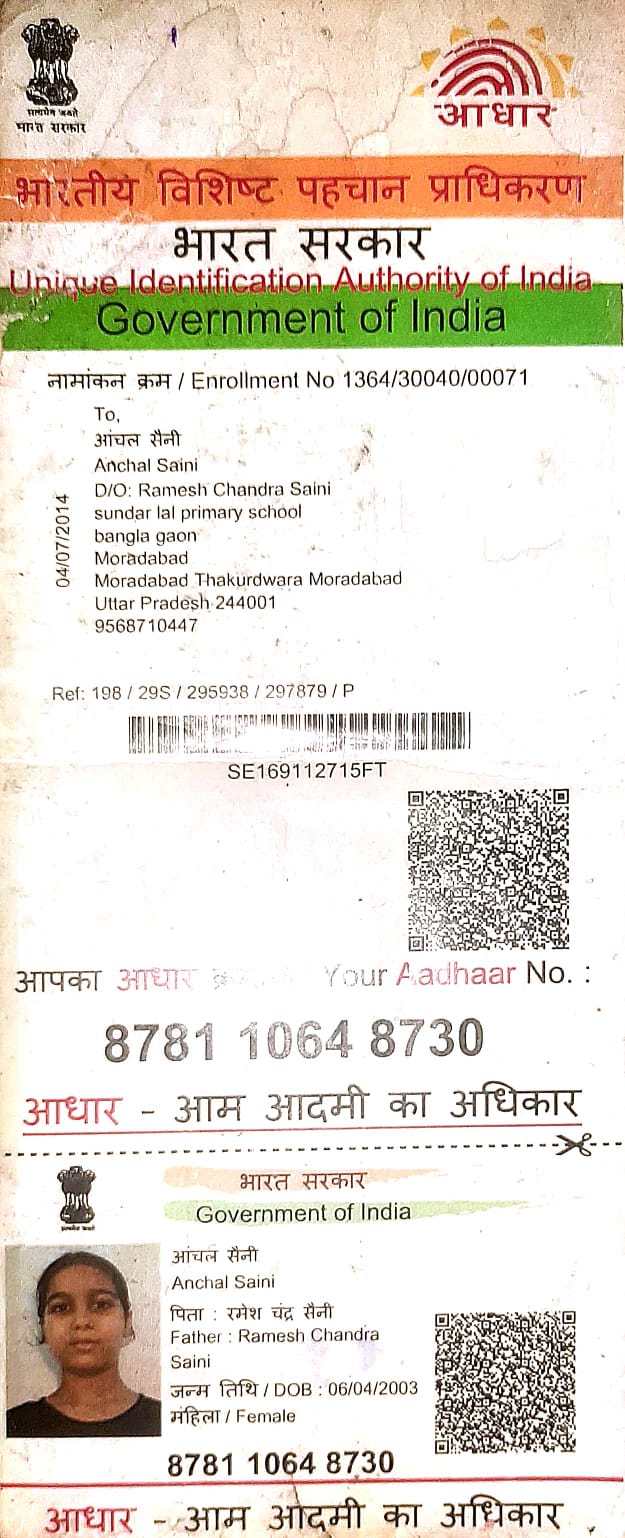 सत्यमेव जयते
भारत सरकार
आधार
भारतीय विशिष्ट पहचान प्राधिकरण
भारत सरकार
Unique Identification Authority of India
Government of India
नामांकन क्रम / Enrollment No 1364/30040/00071
To,
आंचल सैनी
Anchal Saini
D/O: Ramesh Chandra Saini
sundar lal primary school
bangla gaon
Moradabad
Moradabad Thakurdwara Moradabad
Uttar Pradesh 244001
9568710447
04/07/2014
Ref: 198 / 29S / 295938 / 297879 / P
SE169112715FT
आपका आधार Your Aadhaar No. :
8781 1064 8730
आधार - आम आदमी का अधिकार
भारत सरकार
Government of India
आंचल सैनी
Anchal Saini
पिता : रमेश चंद्र सैनी
Father : Ramesh Chandra
Saini
जन्म तिथि / DOB : 06/04/2003
महिला / Female
8781 1064 8730
आधार - आम आदमी का अधिकार